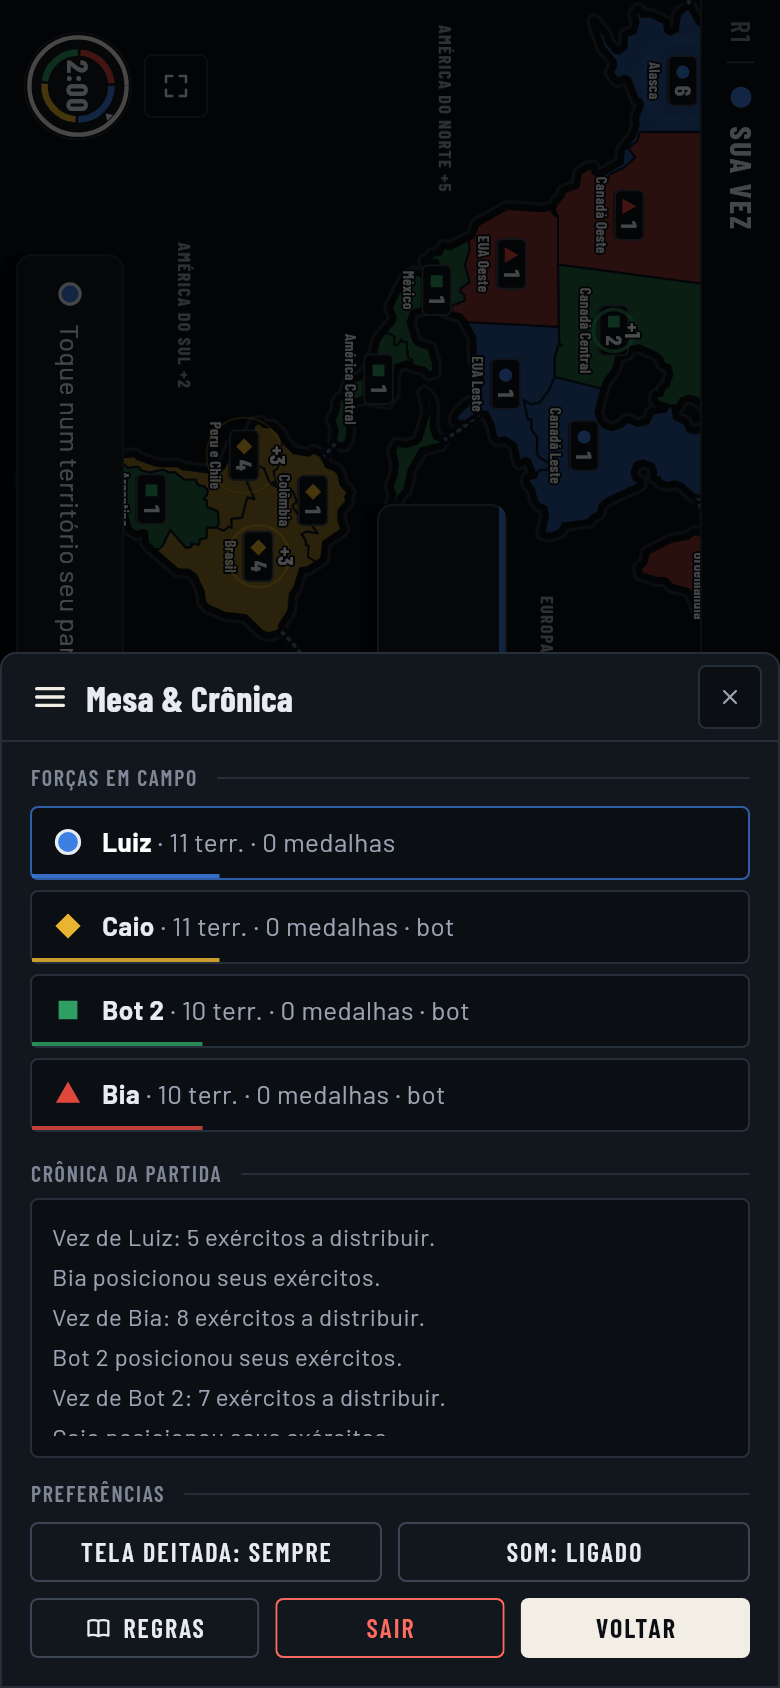 R1 | SUA VEZ
2:00
AMÉRICA DO NORTE +5
AMÉRICA DO SUL +2
EUROPA
6
Alasca
1
Canadá Oeste
1
EUA Oeste
+1
2
Canadá Central
1
México
1
América Central
1
EUA Leste
1
Canadá Leste
4
Peru e Chile
+3
1
Colômbia
+3
4
Brasil
1
Toque num território seu
Mesa & Crônica
×
FORÇAS EM CAMPO
Luiz · 11 terr. · 0 medalhas
Caio · 11 terr. · 0 medalhas · bot
Bot 2 · 10 terr. · 0 medalhas · bot
Bia · 10 terr. · 0 medalhas · bot
CRÔNICA DA PARTIDA
Vez de Luiz: 5 exércitos a distribuir.
Bia posicionou seus exércitos.
Vez de Bia: 8 exércitos a distribuir.
Bot 2 posicionou seus exércitos.
Vez de Bot 2: 7 exércitos a distribuir.
Caio posicionou seus exércitos.
PREFERÊNCIAS
TELA DEITADA: SEMPRE
SOM: LIGADO
REGRAS
SAIR
VOLTAR